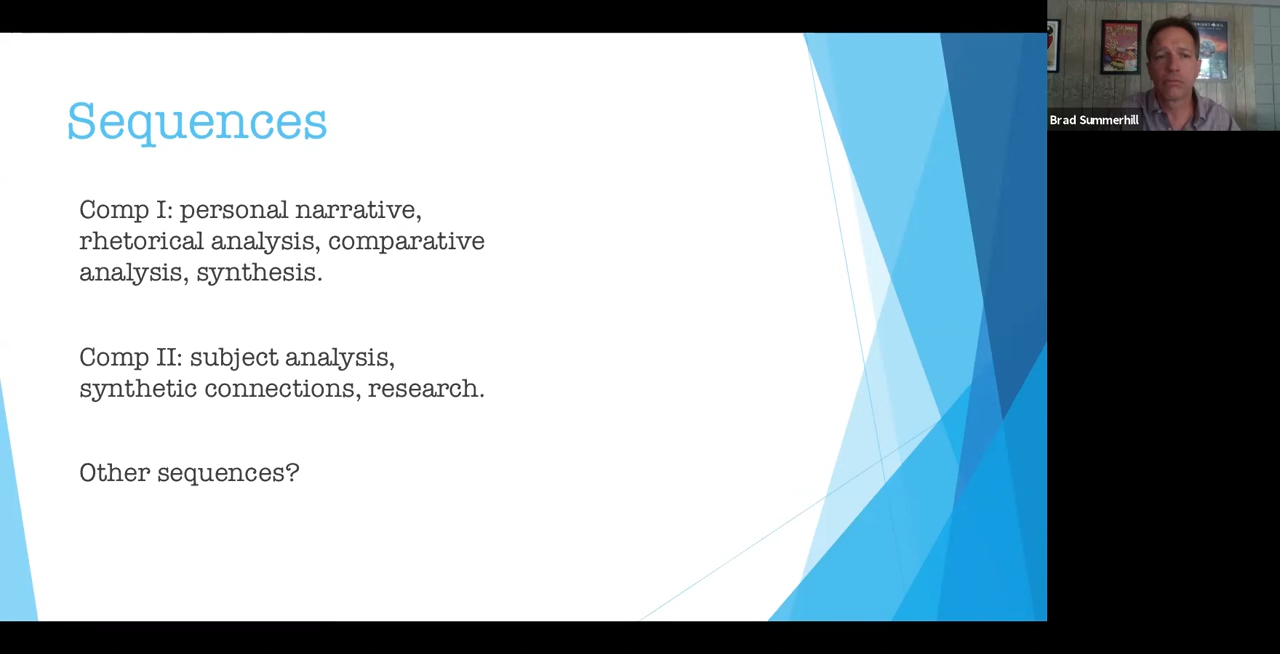 Sequences
Comp I: personal narrative,
rhetorical analysis, comparative
analysis, synthesis.
Comp II: subject analysis,
synthetic connections, research.
Other sequences?
Brad Summerhill